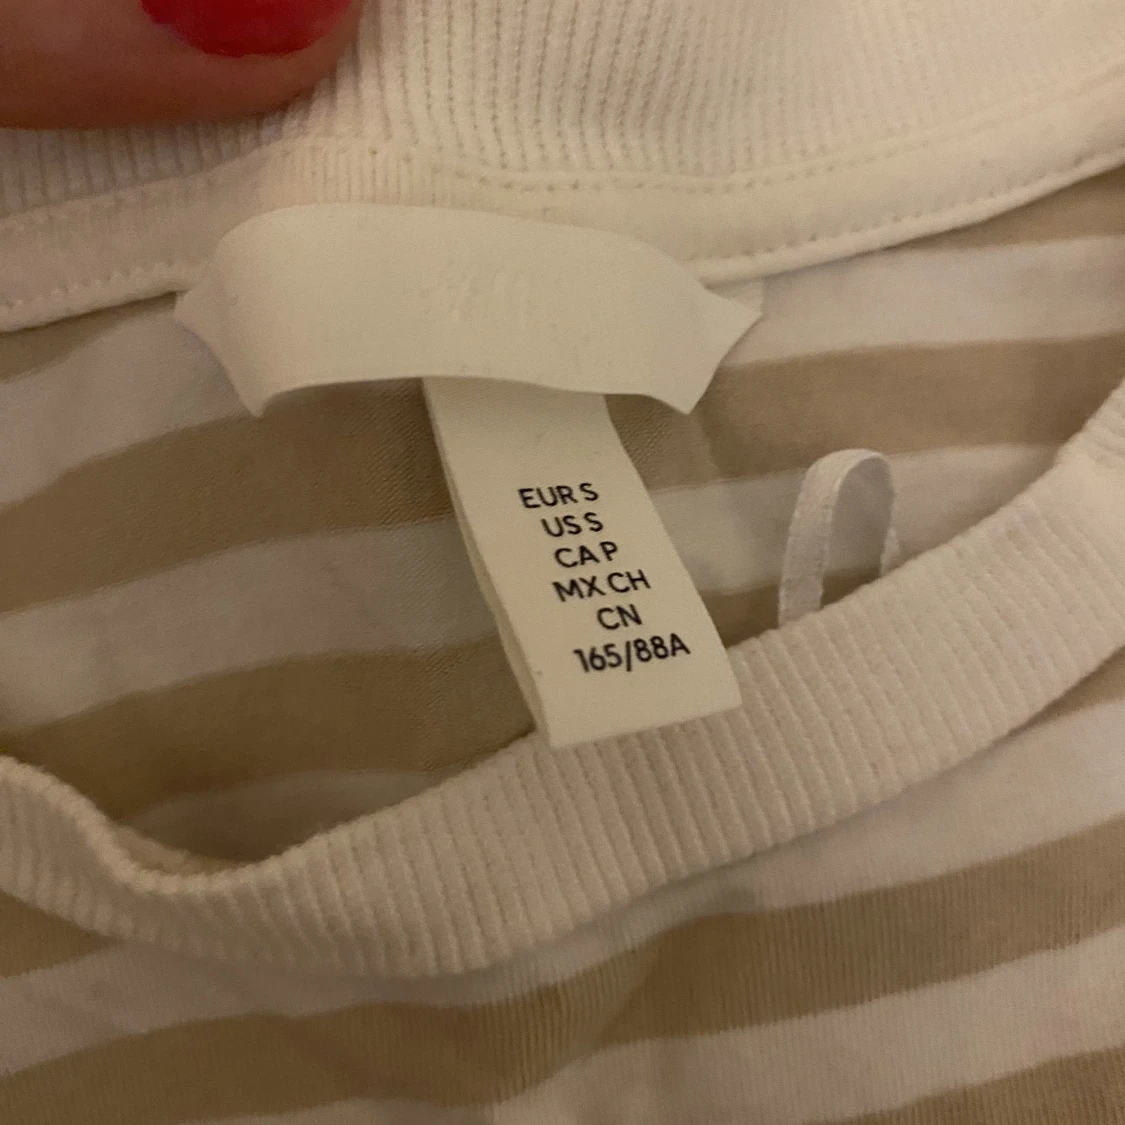 EUR S
US S
CA P
MX CH
CN
165/88A